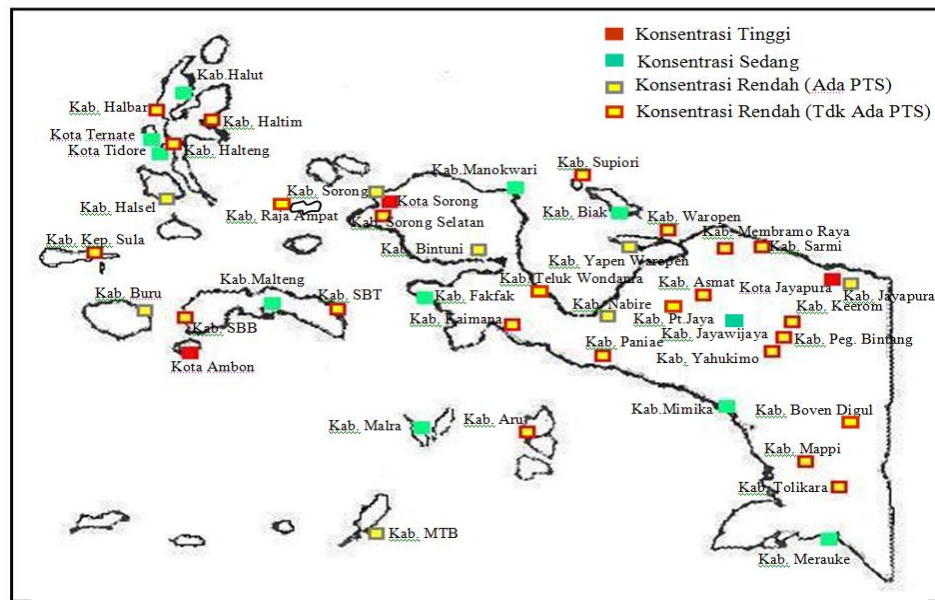 Konsentrasi Tinggi
Konsentrasi Sedang
Konsentrasi Rendah (Ada PTS)
Konsentrasi Rendah (Tdk Ada PTS)
Kab.Halut
Kab. Halbar
Kab. Haltim
Kota Ternate
Kota Tidore
Kab. Halteng
Kab. Halsel
Kab. Sorong
Kota Sorong
Kab. Raja Ampat
Kab. Sorong Selatan
Kab.Manokwari
Kab. Supiori
Kab. Biak
Kab. Waropen
Kab. Membramo Raya
Kab. Sarmi
Kab. Kep. Sula
Kab. Bintuni
Kab. Yapen Waropen
Kab. Buru
Kab.Malteng
Kab. SBT
Kab. Teluk Wondama
Kab. Asmat
Kota Jayapura
Kab. Jayapura
Kab. Fakfak
Kab. Nabire
Kab. Pt.Jaya
Kab. Keerom
Kab. SBB
Kab. Kaimana
Kab. Jayawijaya
Kab. Peg. Bintang
Kota Ambon
Kab. Paniae
Kab. Yahukimo
Kab. Malra
Kab. Aru
Kab.Mimika
Kab. Boven Digul
Kab. Mappi
Kab. Tolikara
Kab. MTB
Kab. Merauke